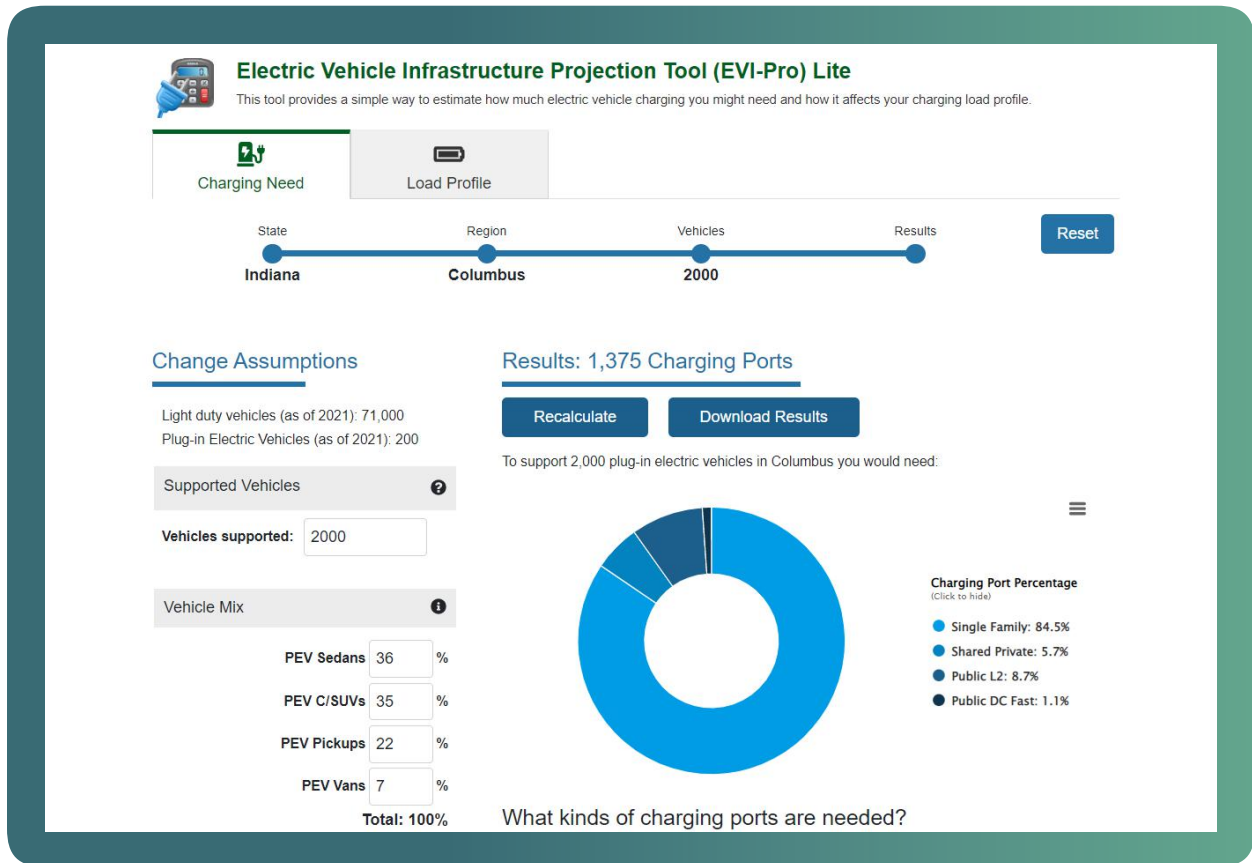 Electric Vehicle Infrastructure Projection Tool (EVI-Pro) Lite
This tool provides a simple way to estimate how much electric vehicle charging you might need and how it affects your charging load profile.
Charging Need
Load Profile
State
Region
Vehicles
Results
Reset
Indiana
Columbus
2000
Change Assumptions
Light duty vehicles (as of 2021): 71,000
Plug-in Electric Vehicles (as of 2021): 200
Supported Vehicles
Vehicles supported: 2000
Vehicle Mix
PEV Sedans 36 %
PEV C/SUVs 35 %
PEV Pickups 22 %
PEV Vans 7 %
Total: 100%
Results: 1,375 Charging Ports
Recalculate
Download Results
To support 2,000 plug-in electric vehicles in Columbus you would need:
Charging Port Percentage
(Click to hide)
Single Family: 84.5%
Shared Private: 5.7%
Public L2: 8.7%
Public DC Fast: 1.1%
What kinds of charging ports are needed?